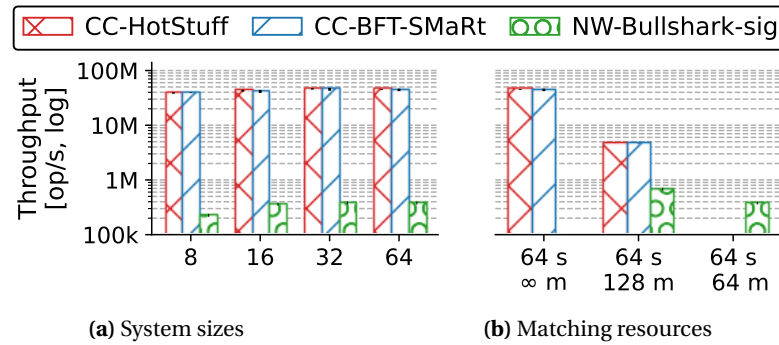 CC-HotStuff CC-BFT-SMaRt NW-Bullshark-sig
Throughput
[op/s, log]
100M
10M
1M
100k
8 16 32 64
64 s 64 s 64 s
∞ m 128 m 64 m
(a) System sizes (b) Matching resources